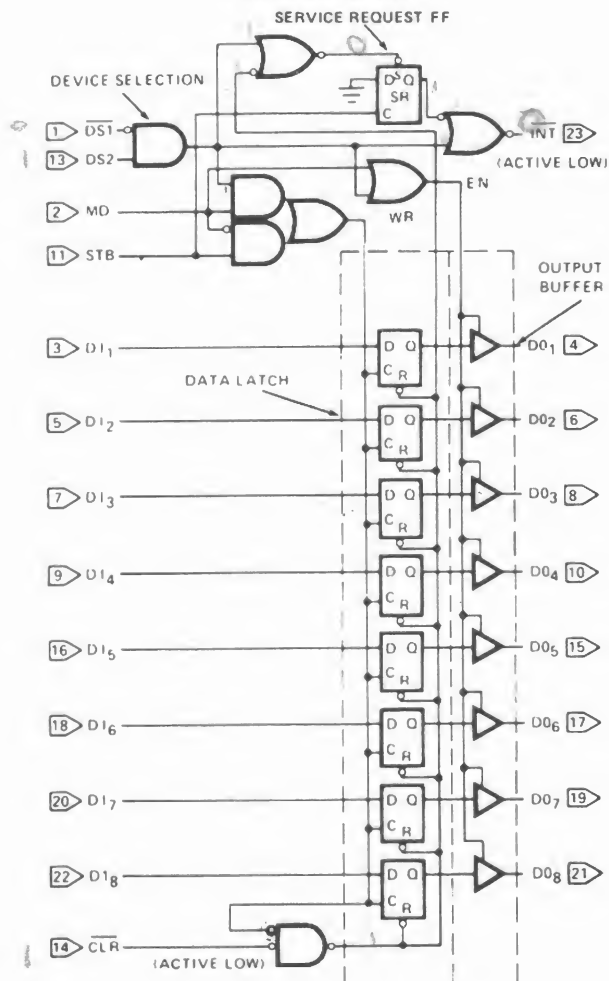 SERVICE REQUEST FF
DEVICE SELECTION
D S Q
SR
C
1 DS1
13 DS2
INT 23
(ACTIVE LOW)
2 MD
EN
WR
11 STB
OUTPUT
BUFFER
3 DI1
D Q
C R
DO1 4
DATA LATCH
5 DI2
D Q
C R
DO2 6
7 DI3
D Q
C R
DO3 8
9 DI4
D Q
C R
DO4 10
16 DI5
D Q
C R
DO5 15
18 DI6
D Q
C R
DO6 17
20 DI7
D Q
C R
DO7 19
22 DI8
D Q
C R
DO8 21
14 CLR
(ACTIVE LOW)